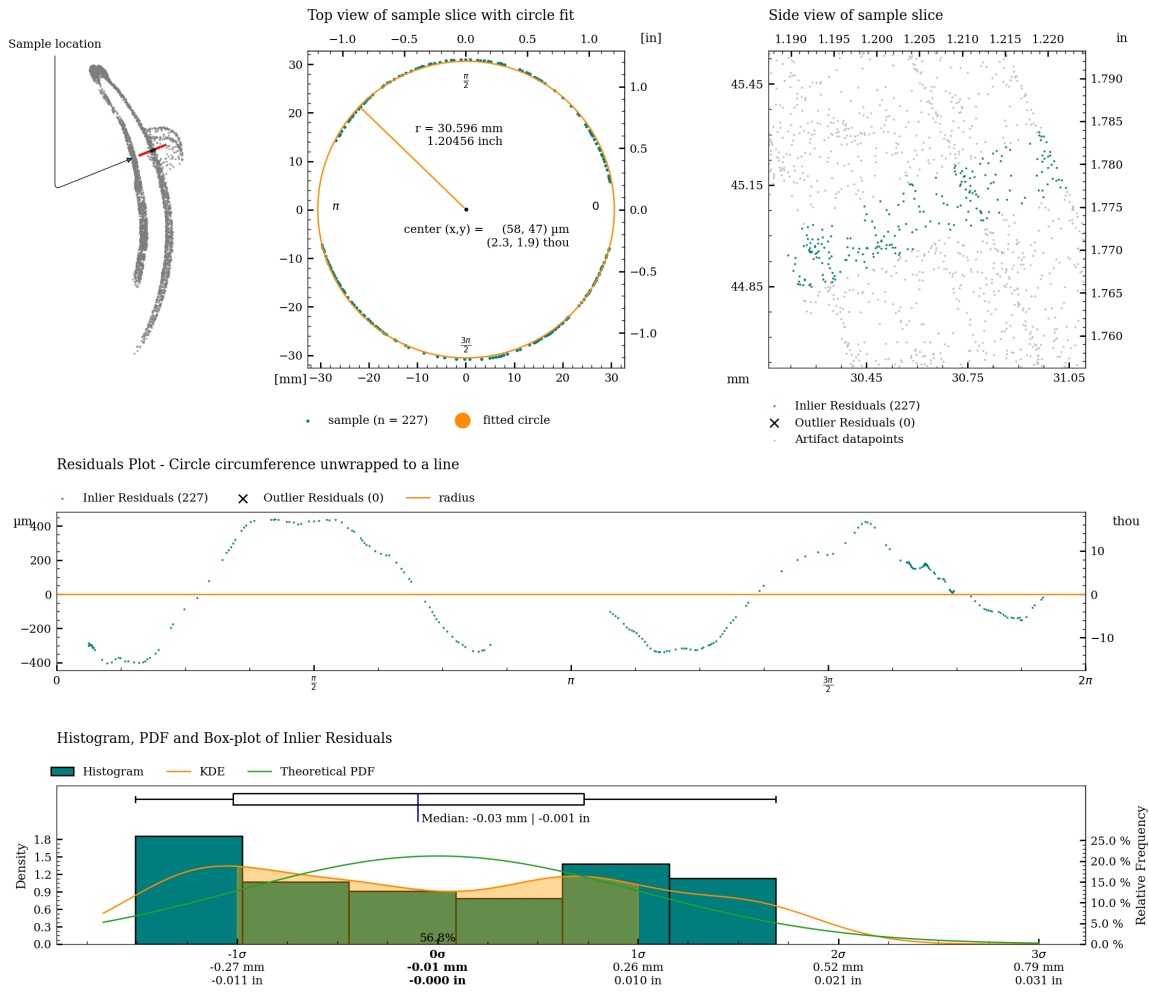 Sample location
Top view of sample slice with circle fit
−1.0 −0.5 0.0 0.5 1.0 [in]
30
20
10
0
−10
−20
−30
1.0
0.5
0.0
−0.5
−1.0
π/2
r = 30.596 mm
1.20456 inch
π
0
center (x,y) = (58, 47) µm
(2.3, 1.9) thou
3π/2
[mm] −30 −20 −10 0 10 20 30
sample (n = 227) fitted circle
Side view of sample slice
1.190 1.195 1.200 1.205 1.210 1.215 1.220 in
45.45
45.15
44.85
1.790
1.785
1.780
1.775
1.770
1.765
1.760
mm 30.45 30.75 31.05
Inlier Residuals (227)
Outlier Residuals (0)
Artifact datapoints
Residuals Plot - Circle circumference unwrapped to a line
Inlier Residuals (227) Outlier Residuals (0) radius
µm thou
400
200
0
−200
−400
10
0
−10
0 π/2 π 3π/2 2π
Histogram, PDF and Box-plot of Inlier Residuals
Histogram KDE Theoretical PDF
Median: -0.03 mm | -0.001 in
Density
1.8
1.5
1.2
0.9
0.6
0.3
0.0
Relative Frequency
25.0 %
20.0 %
15.0 %
10.0 %
5.0 %
0.0 %
56.8%
-1σ 0σ 1σ 2σ 3σ
-0.27 mm -0.01 mm 0.26 mm 0.52 mm 0.79 mm
-0.011 in -0.000 in 0.010 in 0.021 in 0.031 in